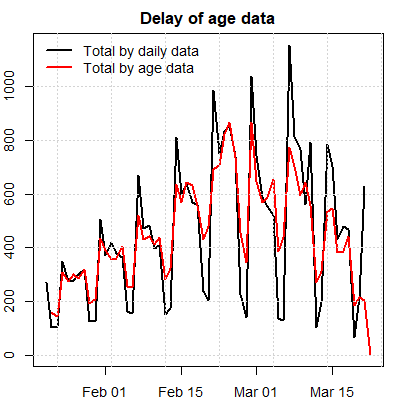 Delay of age data
Total by daily data
Total by age data
1000
800
600
400
200
0
Feb 01 Feb 15 Mar 01 Mar 15